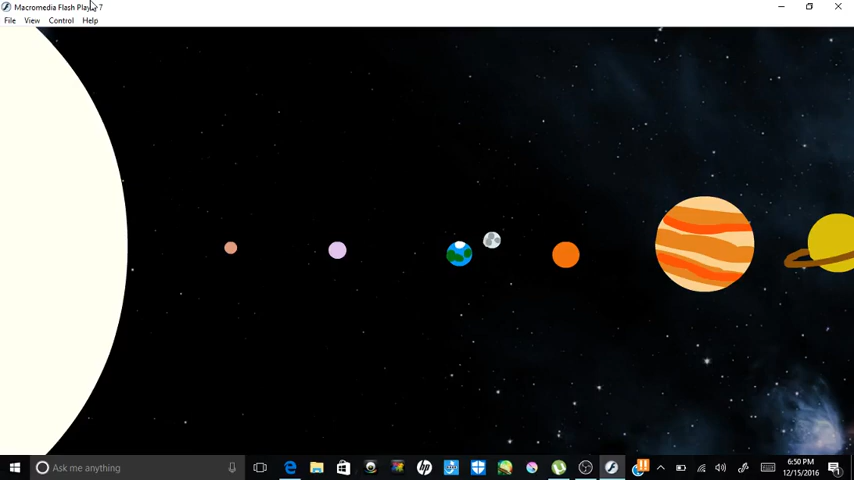 Macromedia Flash Player 7
File View Control Help
Ask me anything
6:50 PM
12/15/2016